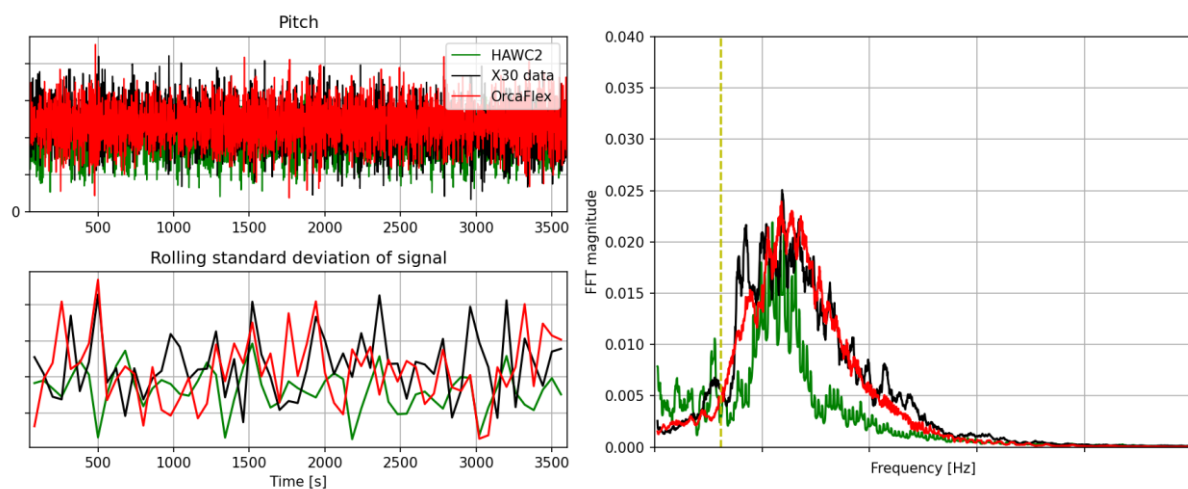 Pitch
HAWC2
X30 data
OrcaFlex
0
500 1000 1500 2000 2500 3000 3500
Rolling standard deviation of signal
500 1000 1500 2000 2500 3000 3500
Time [s]
0.040
0.035
0.030
0.025
0.020
0.015
0.010
0.005
0.000
FFT magnitude
Frequency [Hz]